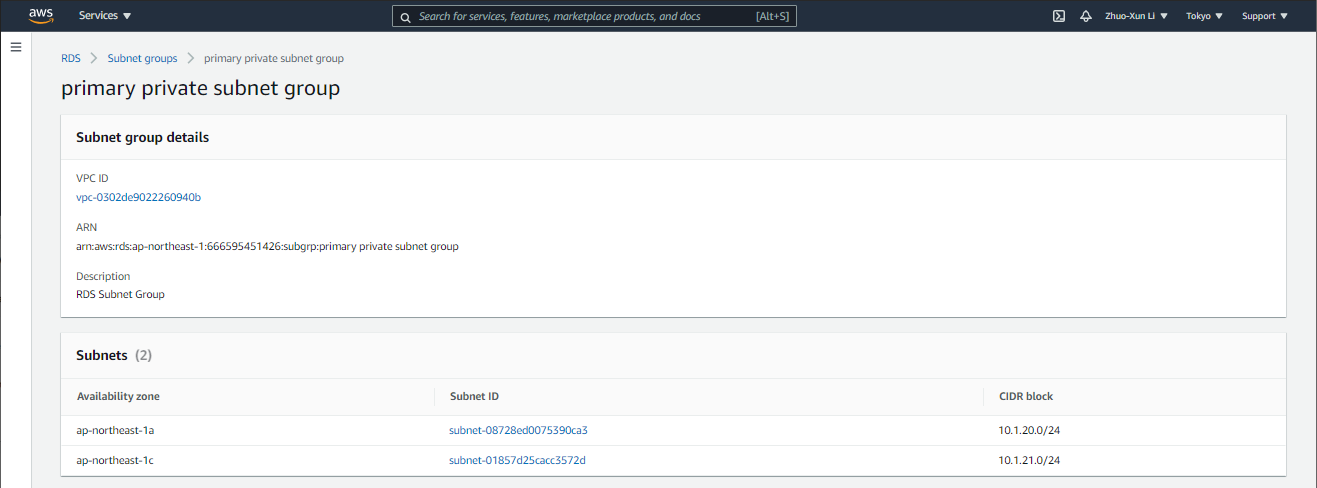 aws Services Search for services, features, marketplace products, and docs [Alt+S] Zhuo-Xun Li Tokyo Support
RDS Subnet groups primary private subnet group
primary private subnet group
Subnet group details
VPC ID
vpc-0302de9022260940b
ARN
arn:aws:rds:ap-northeast-1:666595451426:subgrp:primary private subnet group
Description
RDS Subnet Group
Subnets (2)
Availability zone Subnet ID CIDR block
ap-northeast-1a subnet-08728ed0075390ca3 10.1.20.0/24
ap-northeast-1c subnet-01857d25cacc3572d 10.1.21.0/24